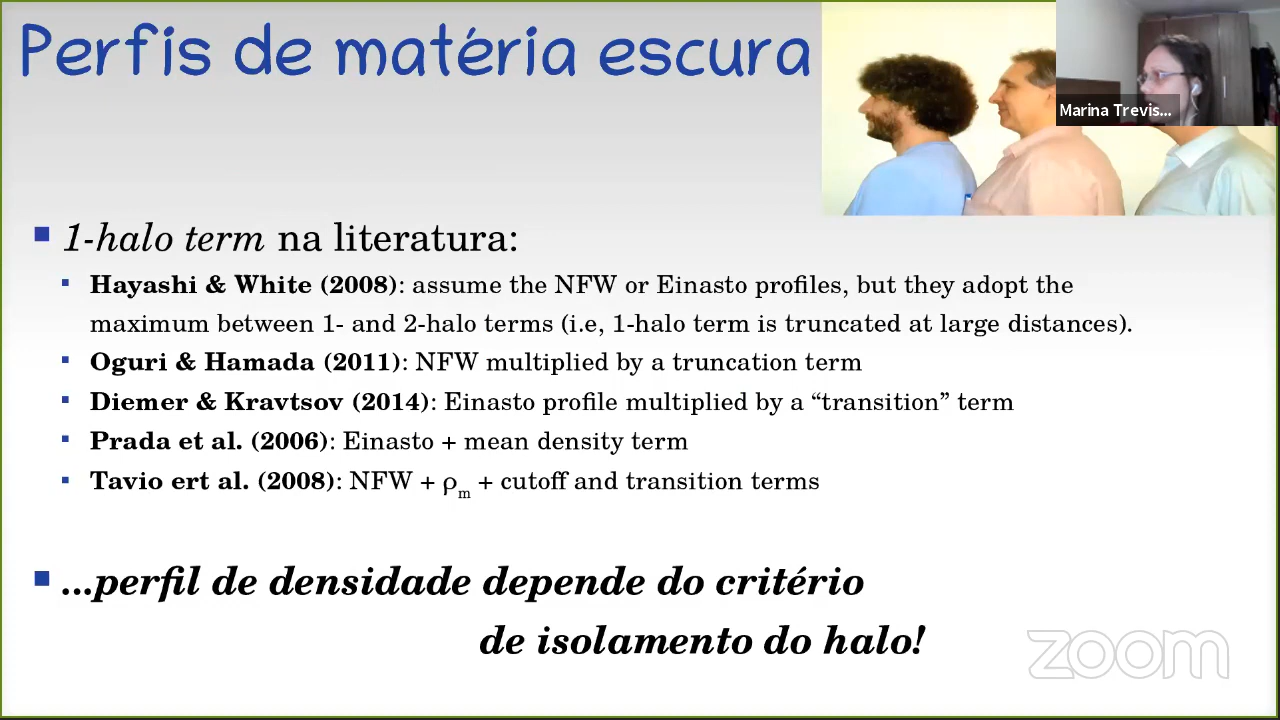 Perfis de matéria escura
Marina Trevis...
1-halo term na literatura:
Hayashi & White (2008): assume the NFW or Einasto profiles, but they adopt the
maximum between 1- and 2-halo terms (i.e, 1-halo term is truncated at large distances).
Oguri & Hamada (2011): NFW multiplied by a truncation term
Diemer & Kravtsov (2014): Einasto profile multiplied by a “transition” term
Prada et al. (2006): Einasto + mean density term
Tavio ert al. (2008): NFW + ρm + cutoff and transition terms
...perfil de densidade depende do critério
de isolamento do halo!
zoom